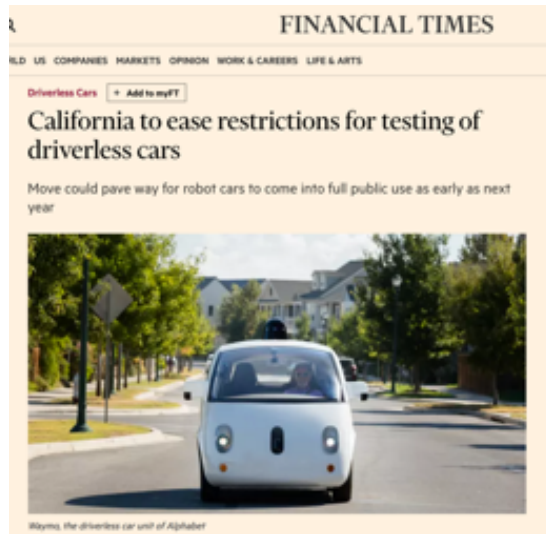 FINANCIAL TIMES
US COMPANIES MARKETS OPINION WORK & CAREERS LIFE & ARTS
Driverless Cars + Add to myFT
California to ease restrictions for testing of
driverless cars
Move could pave way for robot cars to come into full public use as early as next
year
Waymo, the driverless car unit of Alphabet